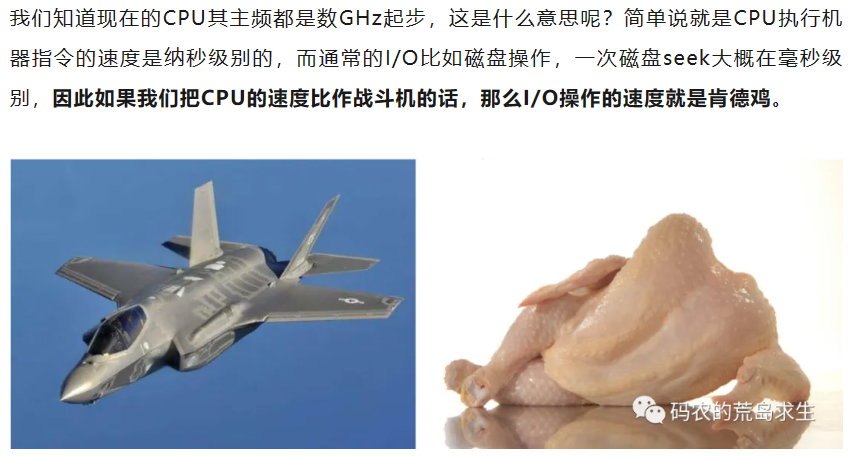 我们知道现在的CPU其主频都是数GHz起步，这是什么意思呢？简单说就是CPU执行机
器指令的速度是纳秒级别的，而通常的I/O比如磁盘操作，一次磁盘seek大概在毫秒级
别，因此如果我们把CPU的速度比作战斗机的话，那么I/O操作的速度就是肯德鸡。
码农的荒岛求生